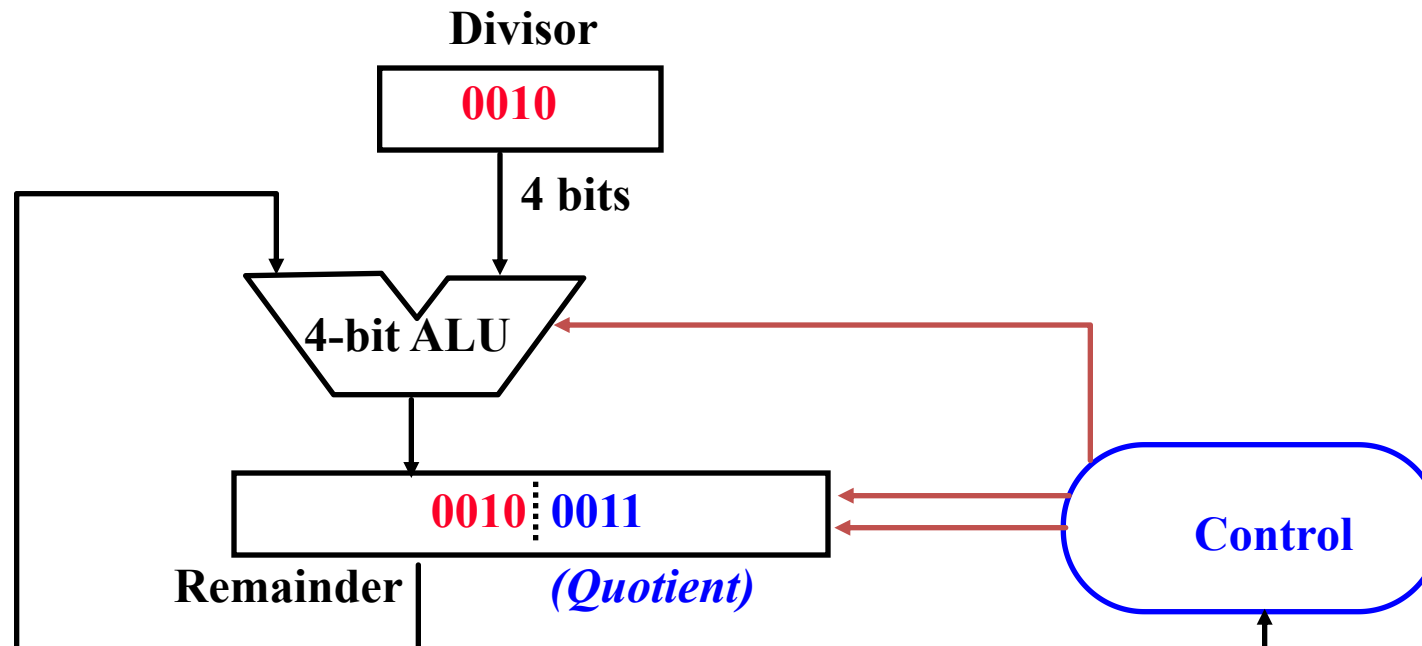 Divisor
0010
4 bits
4-bit ALU
0010 0011
Control
Remainder (Quotient)